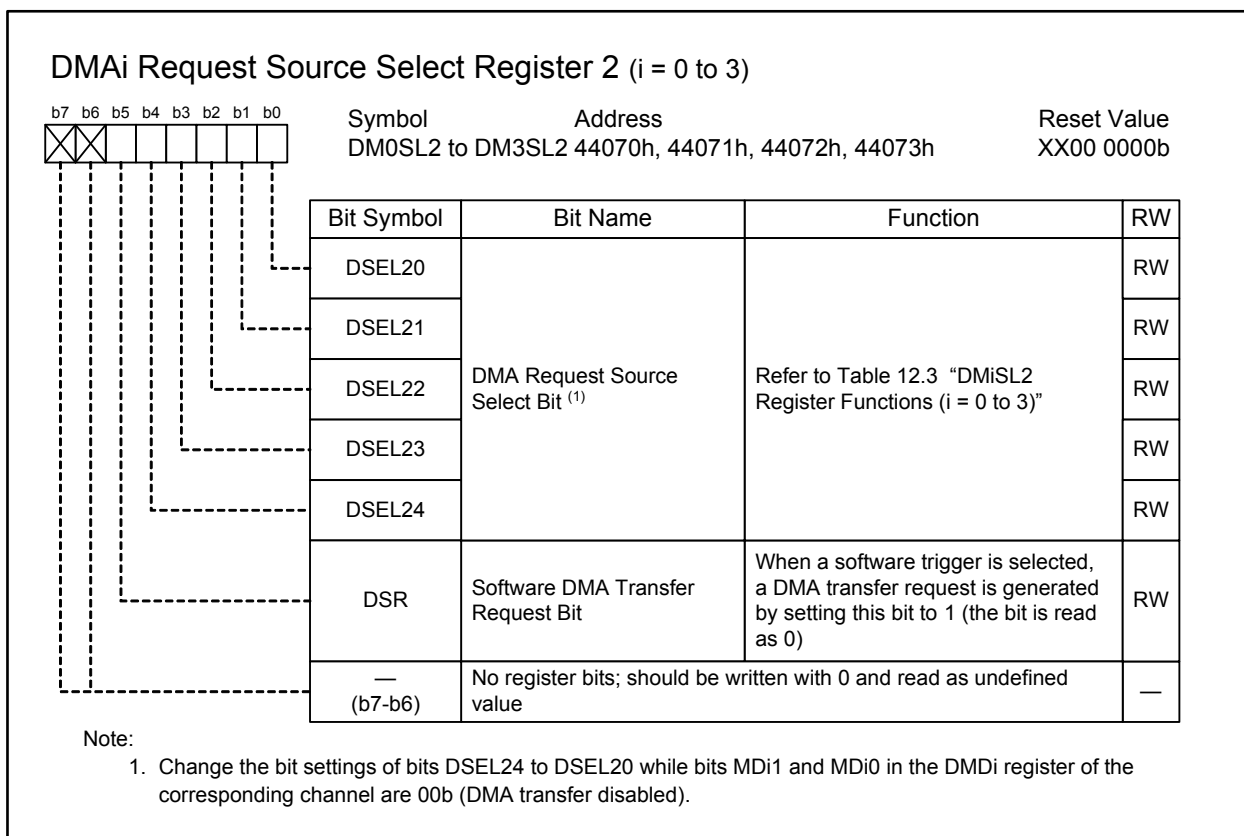 DMAi Request Source Select Register 2 (i = 0 to 3)
b7 b6 b5 b4 b3 b2 b1 b0
Symbol Address Reset Value
DM0SL2 to DM3SL2 44070h, 44071h, 44072h, 44073h XX00 0000b
Bit Symbol Bit Name Function RW
DSEL20 RW
DSEL21 RW
DSEL22 RW
DMA Request Source
Select Bit (1)
Refer to Table 12.3 “DMiSL2
Register Functions (i = 0 to 3)”
DSEL23 RW
DSEL24 RW
DSR
Software DMA Transfer
Request Bit
When a software trigger is selected,
a DMA transfer request is generated
by setting this bit to 1 (the bit is read
as 0)
RW
—
(b7-b6)
No register bits; should be written with 0 and read as undefined
value
—
Note:
1. Change the bit settings of bits DSEL24 to DSEL20 while bits MDi1 and MDi0 in the DMDi register of the
corresponding channel are 00b (DMA transfer disabled).